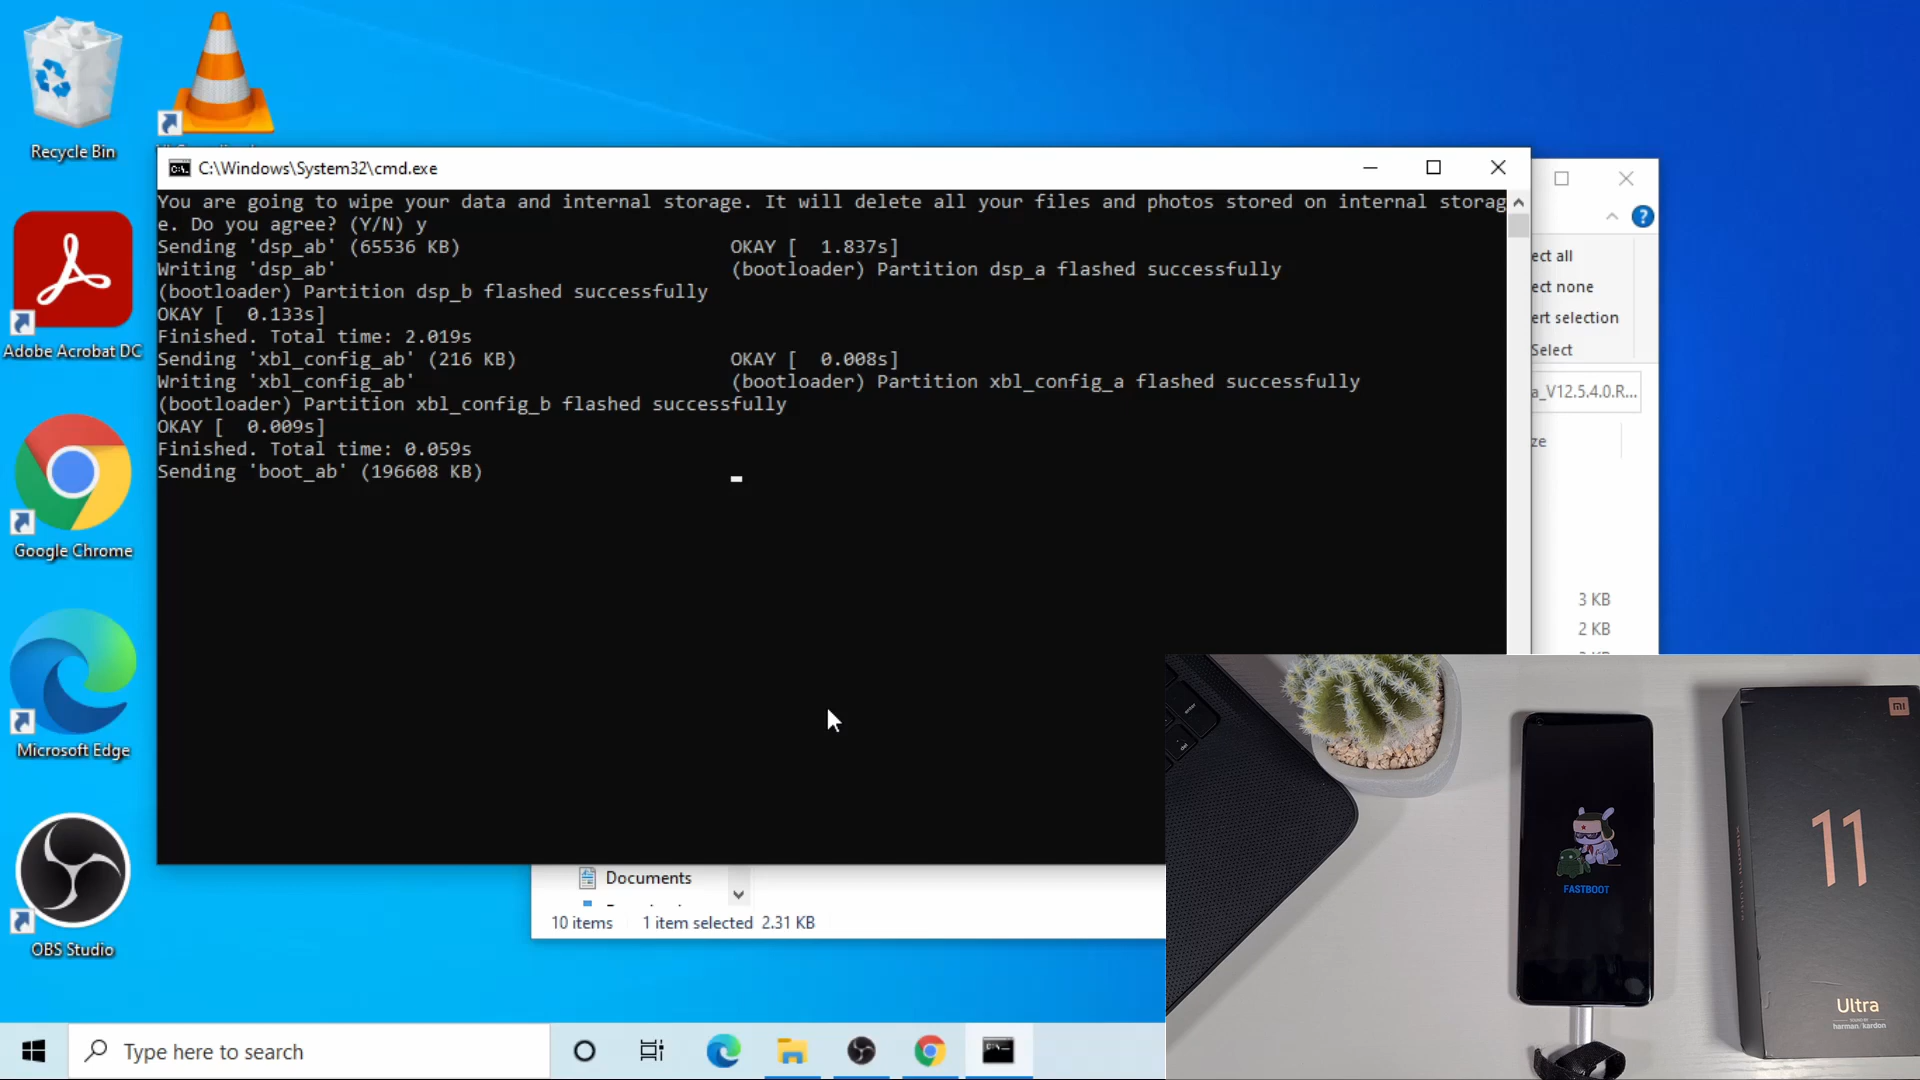 Recycle Bin
C:\Windows\System32\cmd.exe
You are going to wipe your data and internal storage. It will delete all your files and photos stored on internal storag
e. Do you agree? (Y/N) y
Sending 'dsp_ab' (65536 KB) OKAY [ 1.837s]
Writing 'dsp_ab' (bootloader) Partition dsp_a flashed successfully
(bootloader) Partition dsp_b flashed successfully
OKAY [ 0.133s]
Finished. Total time: 2.019s
Sending 'xbl_config_ab' (216 KB) OKAY [ 0.008s]
Writing 'xbl_config_ab' (bootloader) Partition xbl_config_a flashed successfully
(bootloader) Partition xbl_config_b flashed successfully
OKAY [ 0.009s]
Finished. Total time: 0.059s
Sending 'boot_ab' (196608 KB)
ect all
ect none
ert selection
Select
a_V12.5.4.0.R...
ze
3 KB
2 KB
Adobe Acrobat DC
Google Chrome
Microsoft Edge
OBS Studio
Documents
10 items 1 item selected 2.31 KB
Type here to search
enter
del
FASTBOOT
mi
11
Ultra
harman/kardon